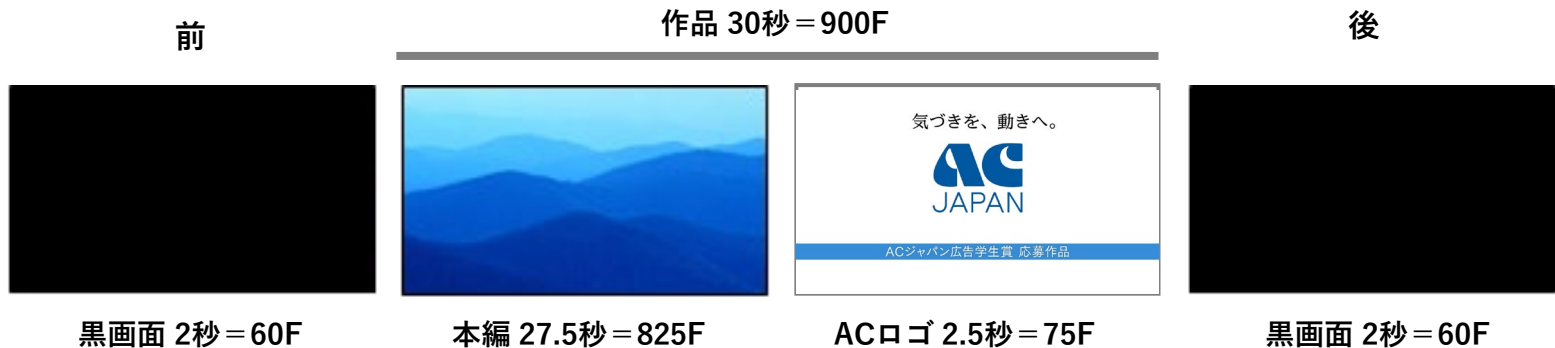 前
作品 30秒＝900F
後
気づきを、動きへ。
AC
JAPAN
ACジャパン広告学生賞 応募作品
黒画面 2秒＝60F
本編 27.5秒＝825F
ACロゴ 2.5秒＝75F
黒画面 2秒＝60F